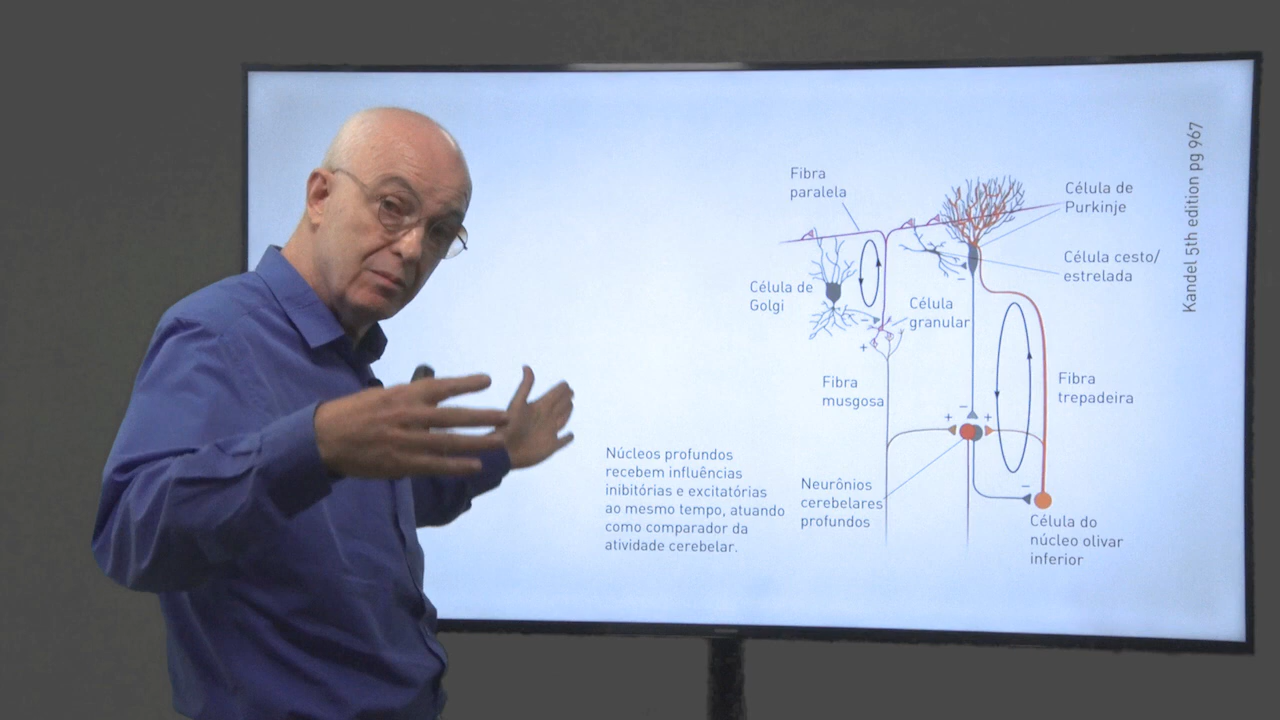 Fibra
paralela
Célula de
Purkinje
Célula cesto/
estrelada
Célula de
Golgi
Célula
granular
+
Fibra
musgosa
Fibra
trepadeira
−
−
+
+
Núcleos profundos
recebem influências
inibitórias e excitatórias
ao mesmo tempo, atuando
como comparador da
atividade cerebelar.
Neurônios
cerebelares
profundos
−
Célula do
núcleo olivar
inferior
Kandel 5th edition pg 967